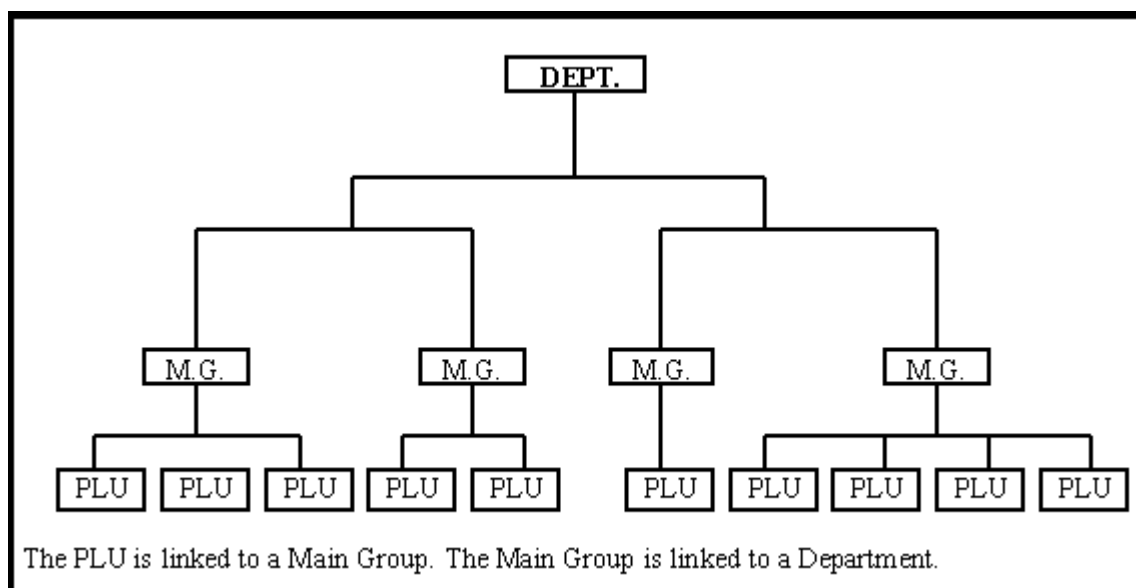 DEPT.
M.G. M.G. M.G. M.G.
PLU PLU PLU PLU PLU PLU PLU PLU PLU PLU
The PLU is linked to a Main Group. The Main Group is linked to a Department.